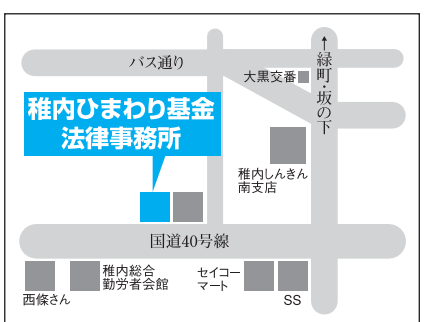 バス通り
↑緑町・坂の下
大黒交番
稚内ひまわり基金
法律事務所
稚内しんきん
南支店
国道40号線
稚内総合
勤労者会館
セイコー
マート
西條さん
SS